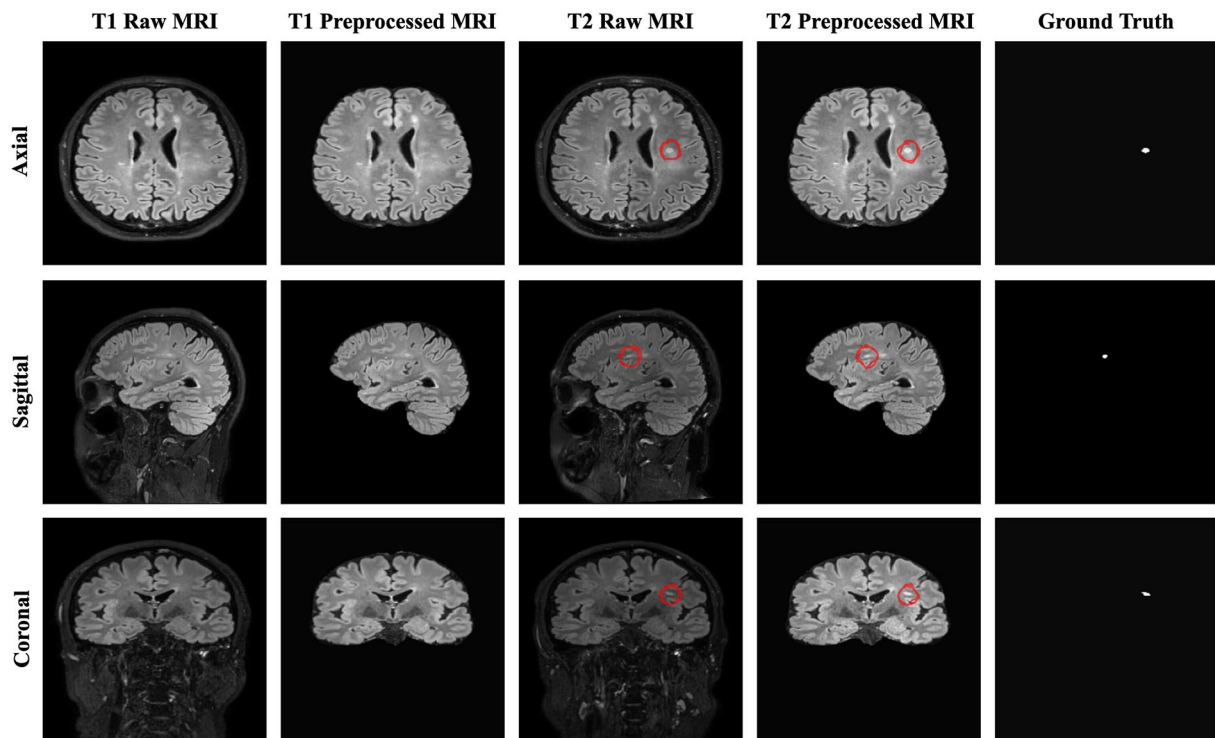 T1 Raw MRI T1 Preprocessed MRI T2 Raw MRI T2 Preprocessed MRI Ground Truth
Axial
Sagittal
Coronal